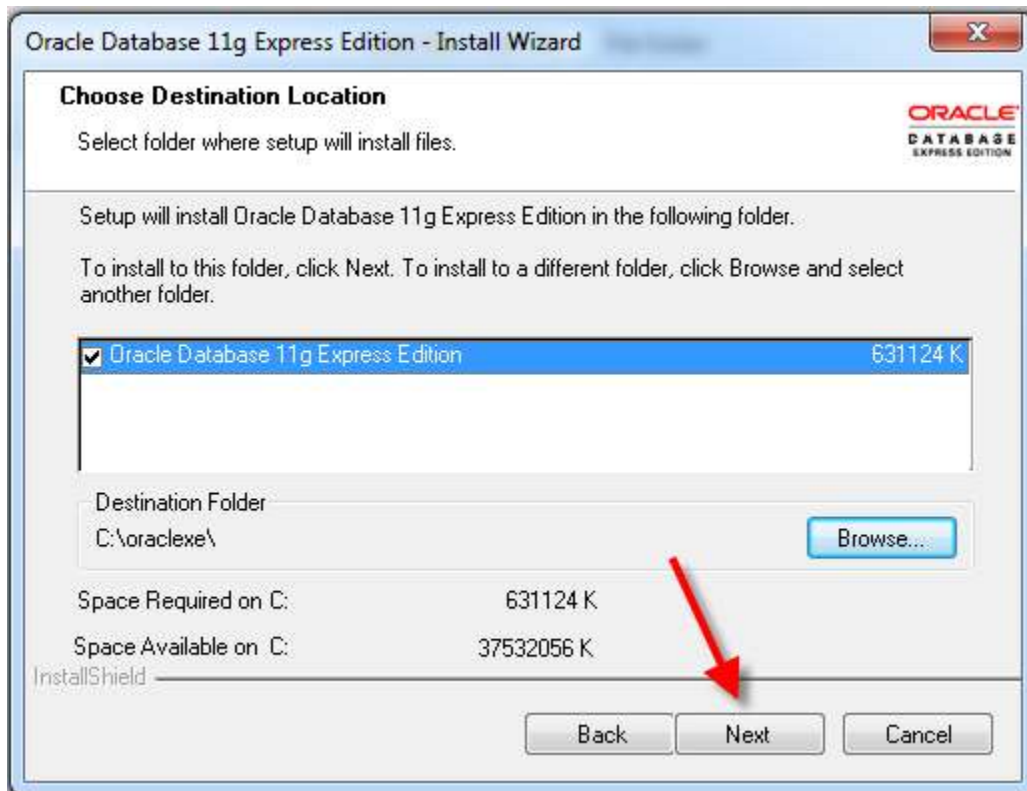 Oracle Database 11g Express Edition - Install Wizard
Choose Destination Location
Select folder where setup will install files.
ORACLE
DATABASE
EXPRESS EDITION
Setup will install Oracle Database 11g Express Edition in the following folder.
To install to this folder, click Next. To install to a different folder, click Browse and select
another folder.
Oracle Database 11g Express Edition 631124 K
Destination Folder
C:\oraclexe\
Browse...
Space Required on C: 631124 K
Space Available on C: 37532056 K
InstallShield
Back Next Cancel